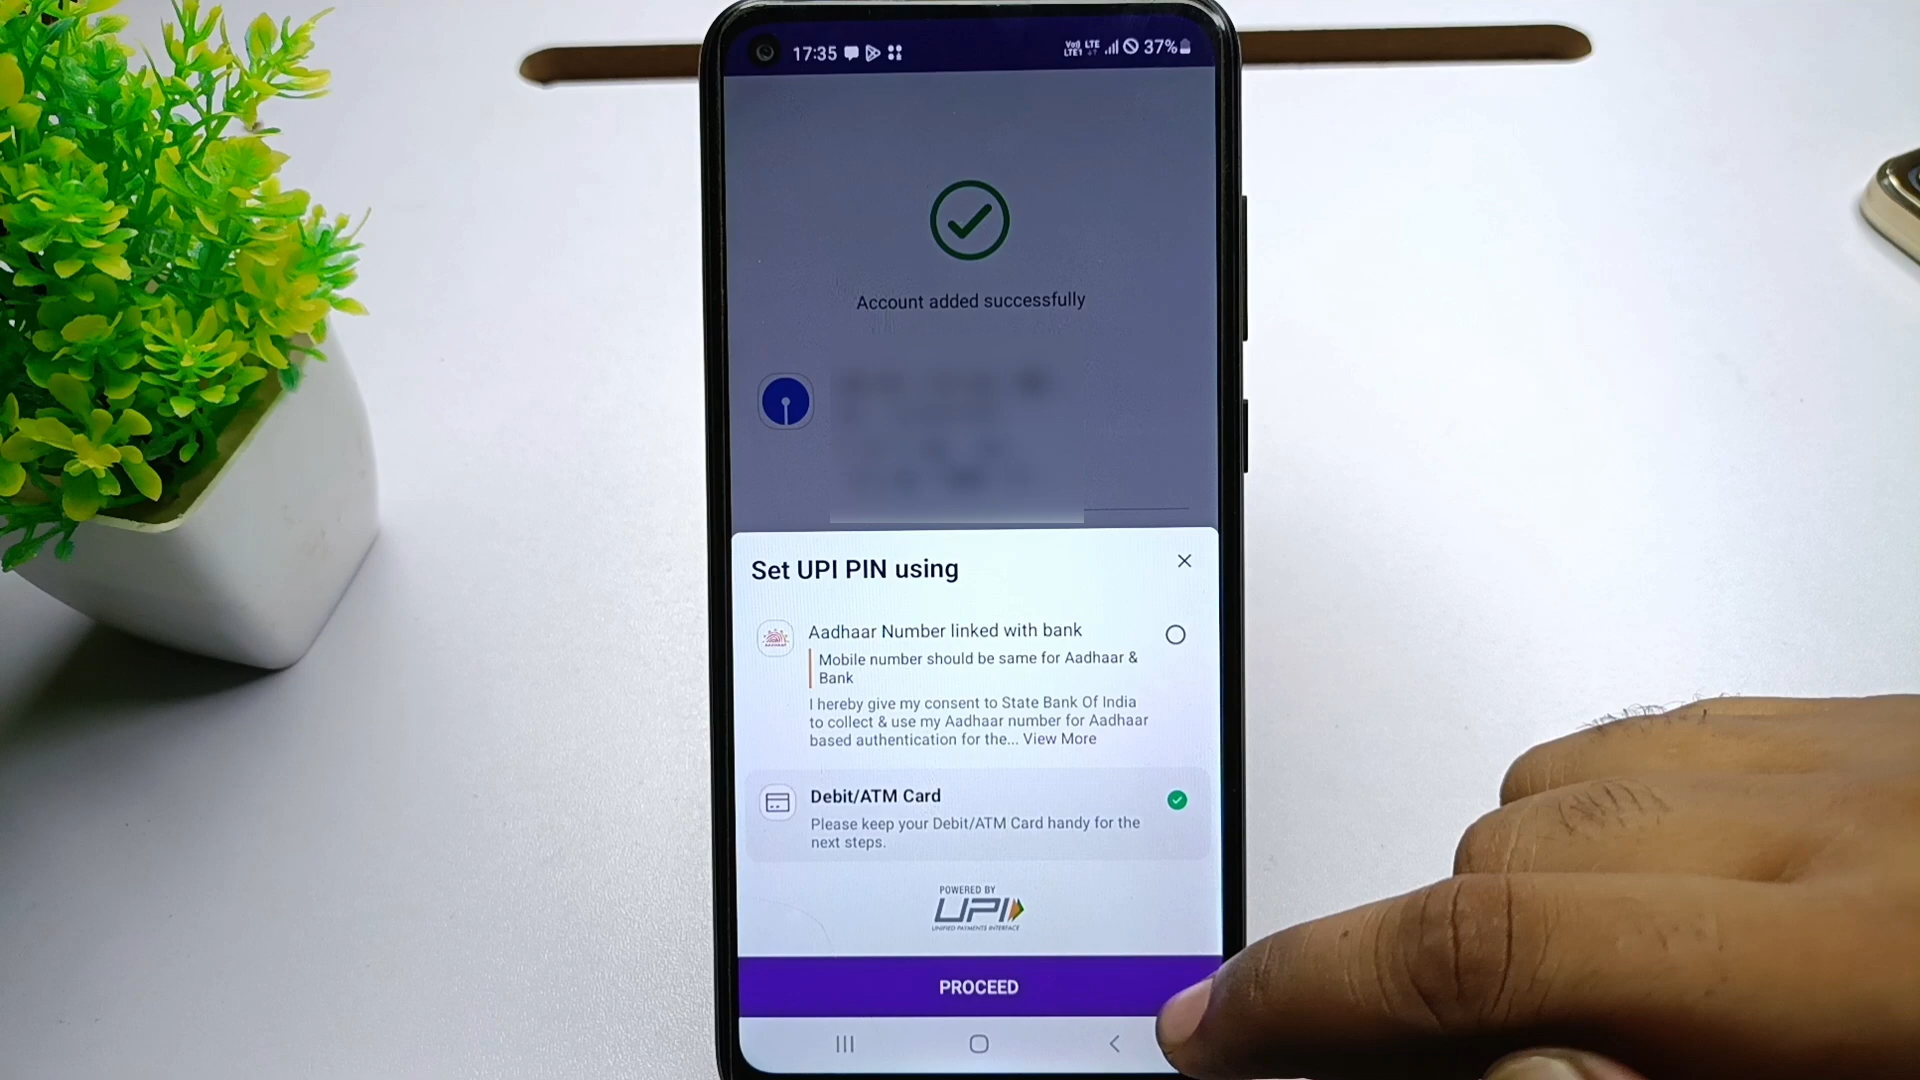 17:35
Vo)) LTE
LTE1
37%
Account added successfully
Set UPI PIN using
Aadhaar Number linked with bank
Mobile number should be same for Aadhaar &
Bank
I hereby give my consent to State Bank Of India
to collect & use my Aadhaar number for Aadhaar
based authentication for the... View More
Debit/ATM Card
Please keep your Debit/ATM Card handy for the
next steps.
POWERED BY
UPI
UNIFIED PAYMENTS INTERFACE
PROCEED